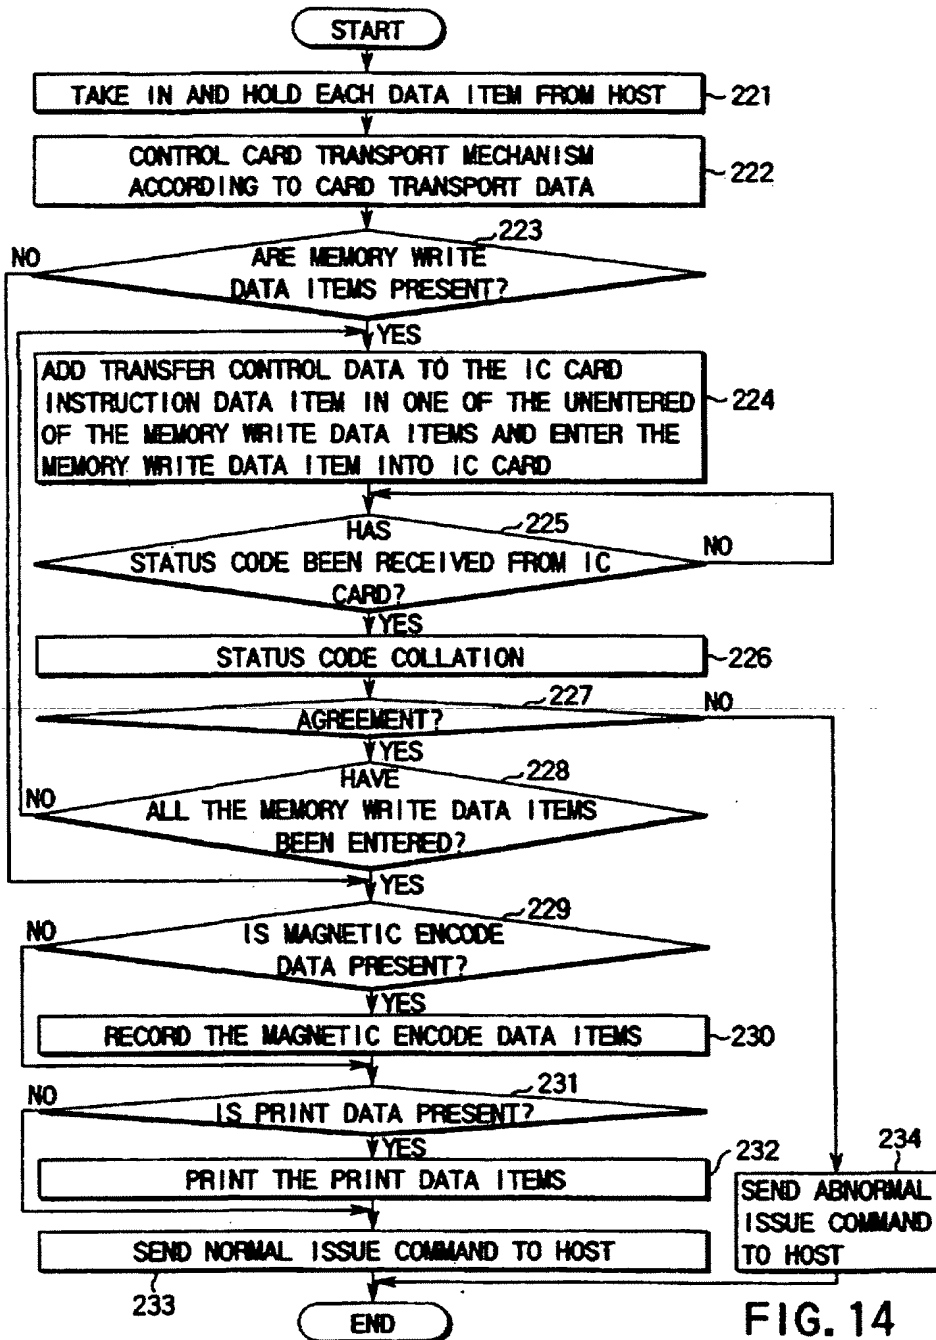 START
TAKE IN AND HOLD EACH DATA ITEM FROM HOST
221
CONTROL CARD TRANSPORT MECHANISM
ACCORDING TO CARD TRANSPORT DATA
222
223
NO
ARE MEMORY WRITE
DATA ITEMS PRESENT?
YES
ADD TRANSFER CONTROL DATA TO THE IC CARD
INSTRUCTION DATA ITEM IN ONE OF THE UNENTERED
OF THE MEMORY WRITE DATA ITEMS AND ENTER THE
MEMORY WRITE DATA ITEM INTO IC CARD
224
225
HAS
STATUS CODE BEEN RECEIVED FROM IC
CARD?
NO
YES
STATUS CODE COLLATION
226
227
AGREEMENT?
NO
YES
228
HAVE
ALL THE MEMORY WRITE DATA ITEMS
BEEN ENTERED?
NO
YES
229
NO
IS MAGNETIC ENCODE
DATA PRESENT?
YES
RECORD THE MAGNETIC ENCODE DATA ITEMS
230
231
NO
IS PRINT DATA PRESENT?
YES
232
PRINT THE PRINT DATA ITEMS
234
SEND ABNORMAL
ISSUE COMMAND
TO HOST
SEND NORMAL ISSUE COMMAND TO HOST
233
END
FIG. 14